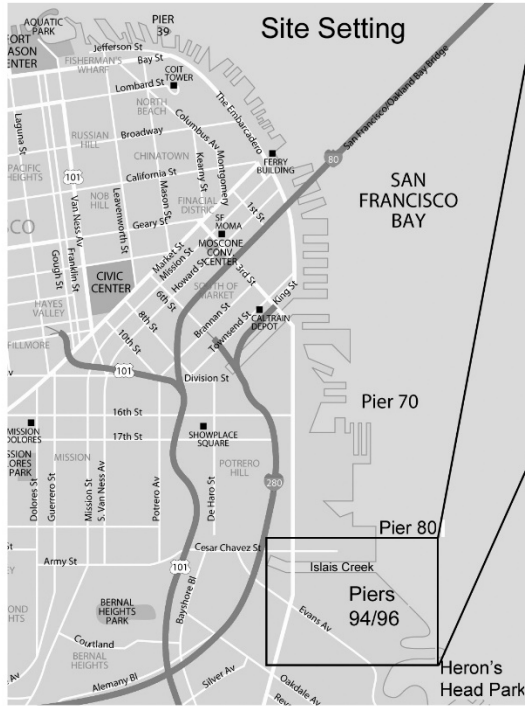 Site Setting
AQUATIC
PARK
PIER
39
FORT
MASON
CENTER
Jefferson St
Bay St
FISHERMAN'S
WHARF
COIT
TOWER
Lombard St
NORTH
BEACH
The Embarcadero
San Francisco/Oakland Bay Bridge
Laguna St
RUSSIAN
HILL
Broadway
Columbus Av
Montgomery
Kearny St
CHINATOWN
FERRY
BUILDING
80
PACIFIC
HEIGHTS
101
Van Ness Av
California St
NOB
HILL
Leavenworth St
Mason St
FINACIAL
DISTRICT
1st St
SAN
FRANCISCO
BAY
Geary St
SF
MOMA
MOSCONE
CONV.
CENTER
Gough St
Franklin St
CIVIC
CENTER
Market St
Mission St
Howard St
3rd St
King St
HAYES
VALLEY
6th St
SOUTH OF
MARKET
8th St
10th St
Brannan St
Townsend St
CALTRAIN
DEPOT
FILLMORE
101
Division St
Pier 70
16th St
MISSION
DOLORES
17th St
SHOWPLACE
SQUARE
MISSION
POTRERO
HILL
Dolores St
Guerrero St
Mission St
S. Van Ness Av
Potrero Av
De Haro St
280
Pier 80
Army St
Cesar Chavez St
Islais Creek
101
Bayshore Bl
Piers
94/96
Evans Av
BERNAL
HEIGHTS
PARK
Courtland
BERNAL
HEIGHTS
Alemany Bl
Silver Av
Oakdale Av
Heron's
Head Park